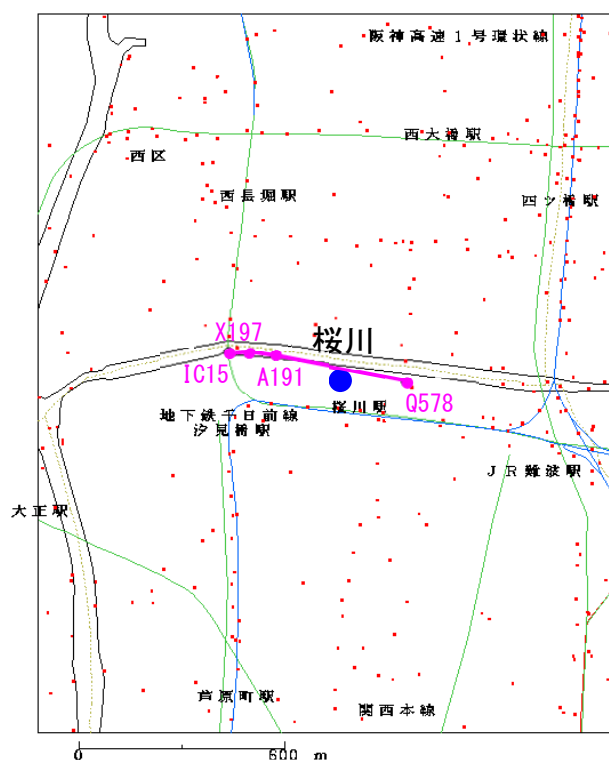 阪神高速１号環状線
西大橋駅
西区
西長堀駅
四ツ橋駅
X197
桜川
IC15
A191
Q578
桜川駅
地下鉄千日前線
汐見橋駅
ＪＲ難波駅
大正駅
芦原町駅
関西本線
0 600 m